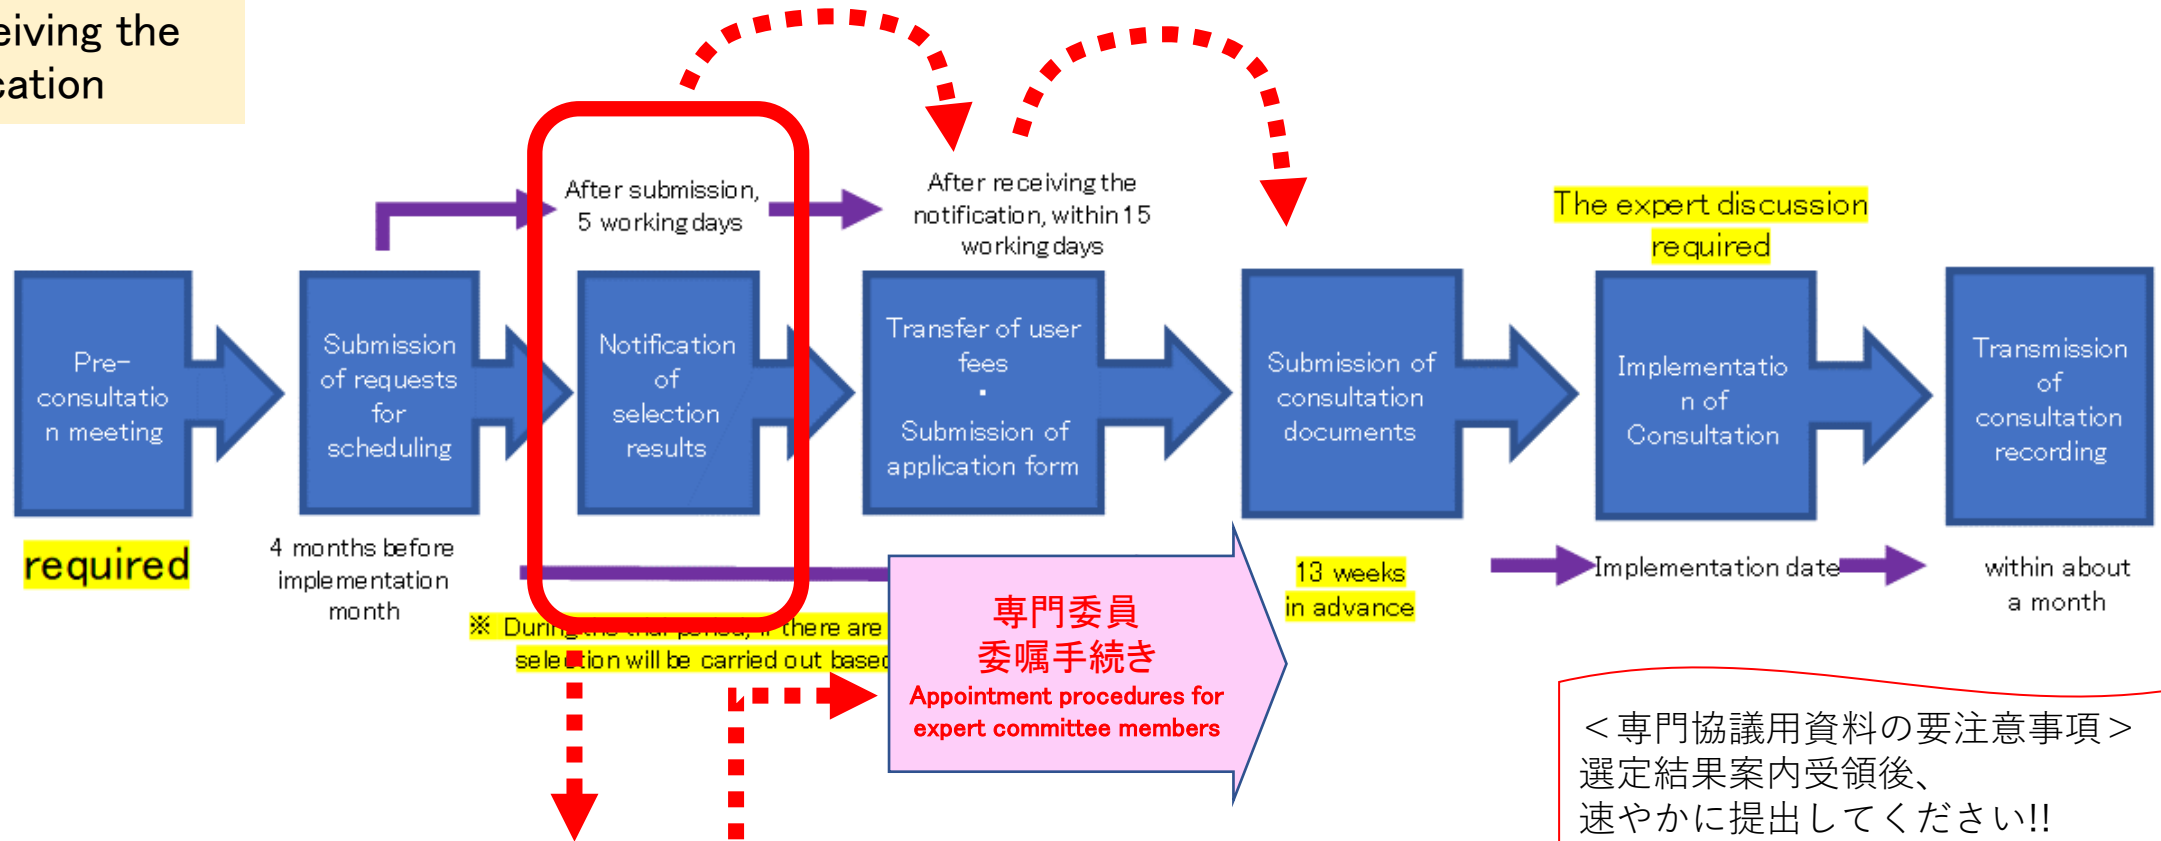 eiving the
cation
After submission,
5 working days
After receiving the
notification, within 15
working days
The expert discussion
required
Pre-
consultatio
n meeting
Submission
of requests
for
scheduling
Notification
of
selection
results
Transfer of user
fees
・
Submission of
application form
Submission of
consultation
documents
Implementatio
n of
Consultation
Transmission
of
consultation
recording
required
4 months before
implementation
month
※ During the trial period, if there are
selection will be carried out based
専門委員
委嘱手続き
Appointment procedures for
expert committee members
13 weeks
in advance
Implementation date
within about
a month
＜専門協議用資料の要注意事項＞
選定結果案内受領後、
速やかに提出してください!!